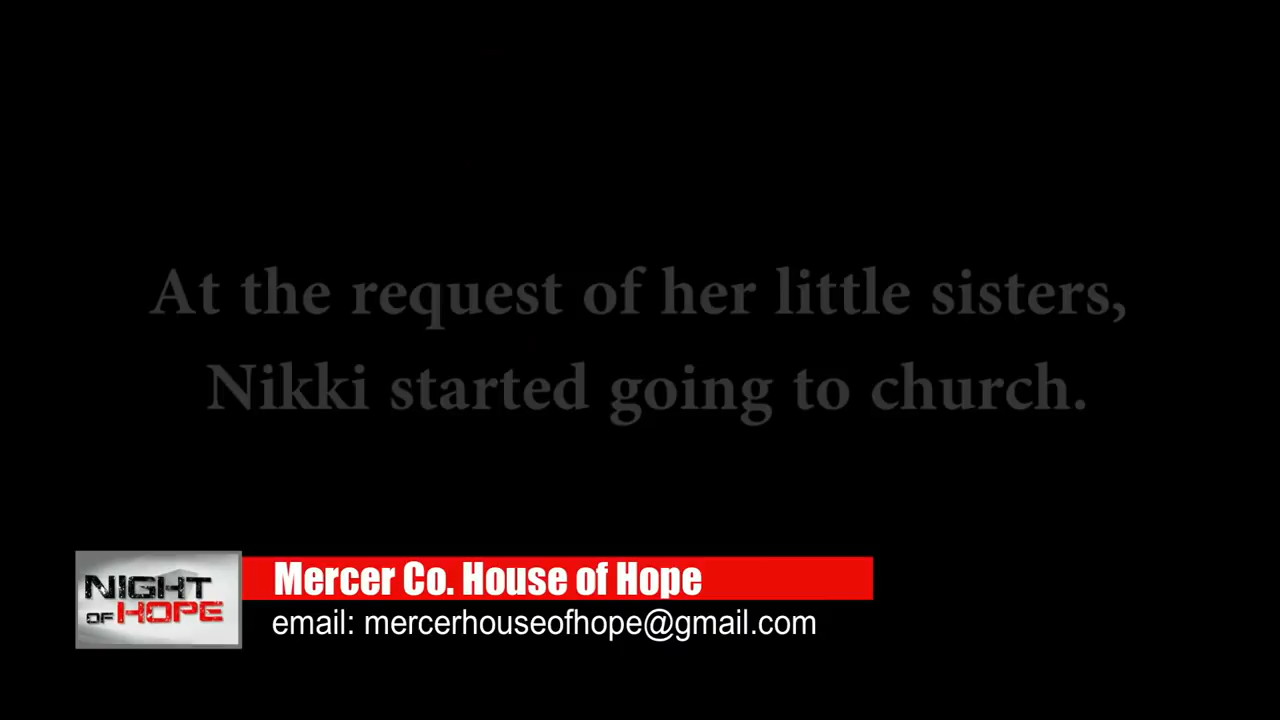 At the request of her little sisters,
Nikki started going to church.
NIGHT
OF HOPE
Mercer Co. House of Hope
email: mercerhouseofhope@gmail.com